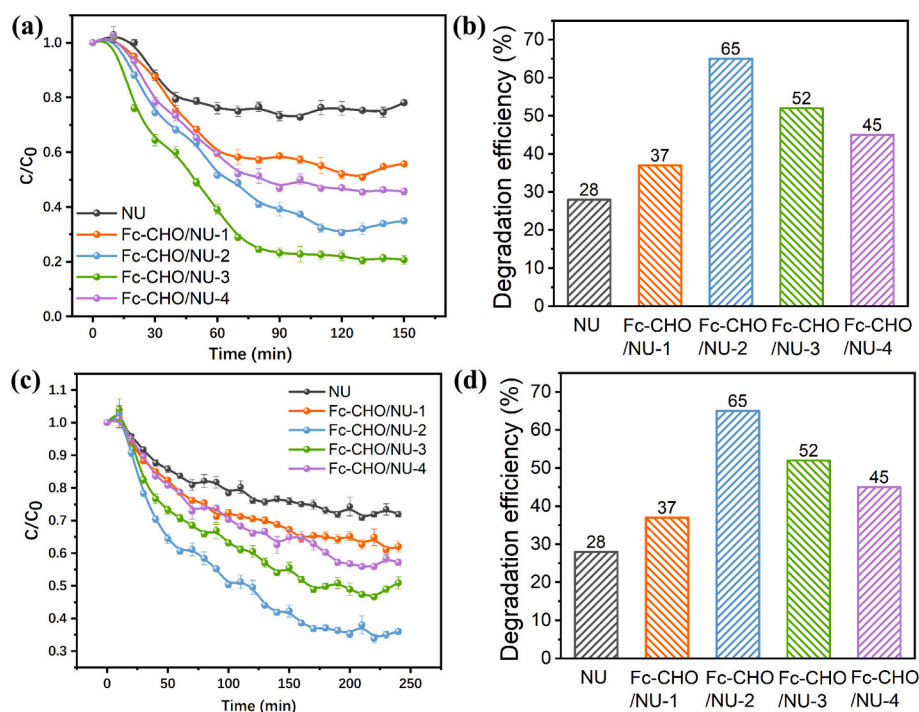 (a)
1.0
0.8
0.6
0.4
0.2
0.0
C/C0
NU
Fc-CHO/NU-1
Fc-CHO/NU-2
Fc-CHO/NU-3
Fc-CHO/NU-4
0 30 60 90 120 150
Time (min)
(b)
Degradation efficiency (%)
70
60
50
40
30
20
10
0
28
37
65
52
45
NU Fc-CHO Fc-CHO Fc-CHO Fc-CHO
/NU-1 /NU-2 /NU-3 /NU-4
(c)
1.1
1.0
0.9
0.8
0.7
0.6
0.5
0.4
0.3
C/C0
NU
Fc-CHO/NU-1
Fc-CHO/NU-2
Fc-CHO/NU-3
Fc-CHO/NU-4
0 50 100 150 200 250
Time (min)
(d)
Degradation efficiency (%)
70
60
50
40
30
20
10
0
28
37
65
52
45
NU Fc-CHO Fc-CHO Fc-CHO Fc-CHO
/NU-1 /NU-2 /NU-3 /NU-4